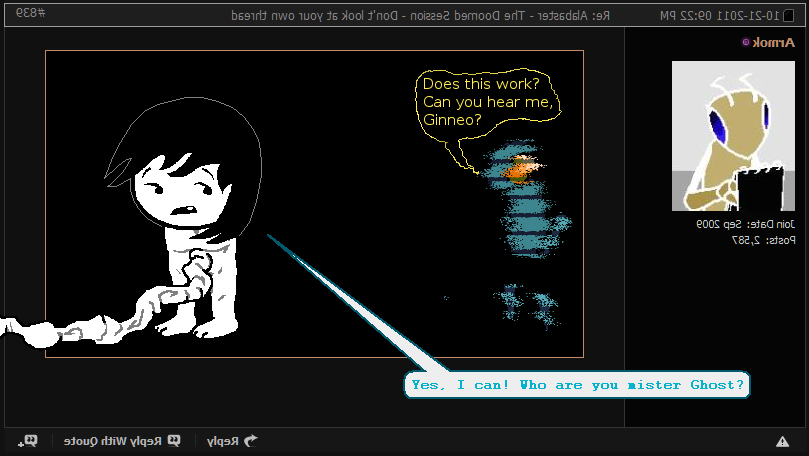 10-21-2011 09:22 PM
Re: Alabaster - The Doomed Session - Don't look at your own thread
#839
Armok
Join Date: Sep 2009
Posts: 2,587
Does this work?
Can you hear me,
Ginneo?
Yes, I can! Who are you mister Ghost?
Reply
Reply With Quote